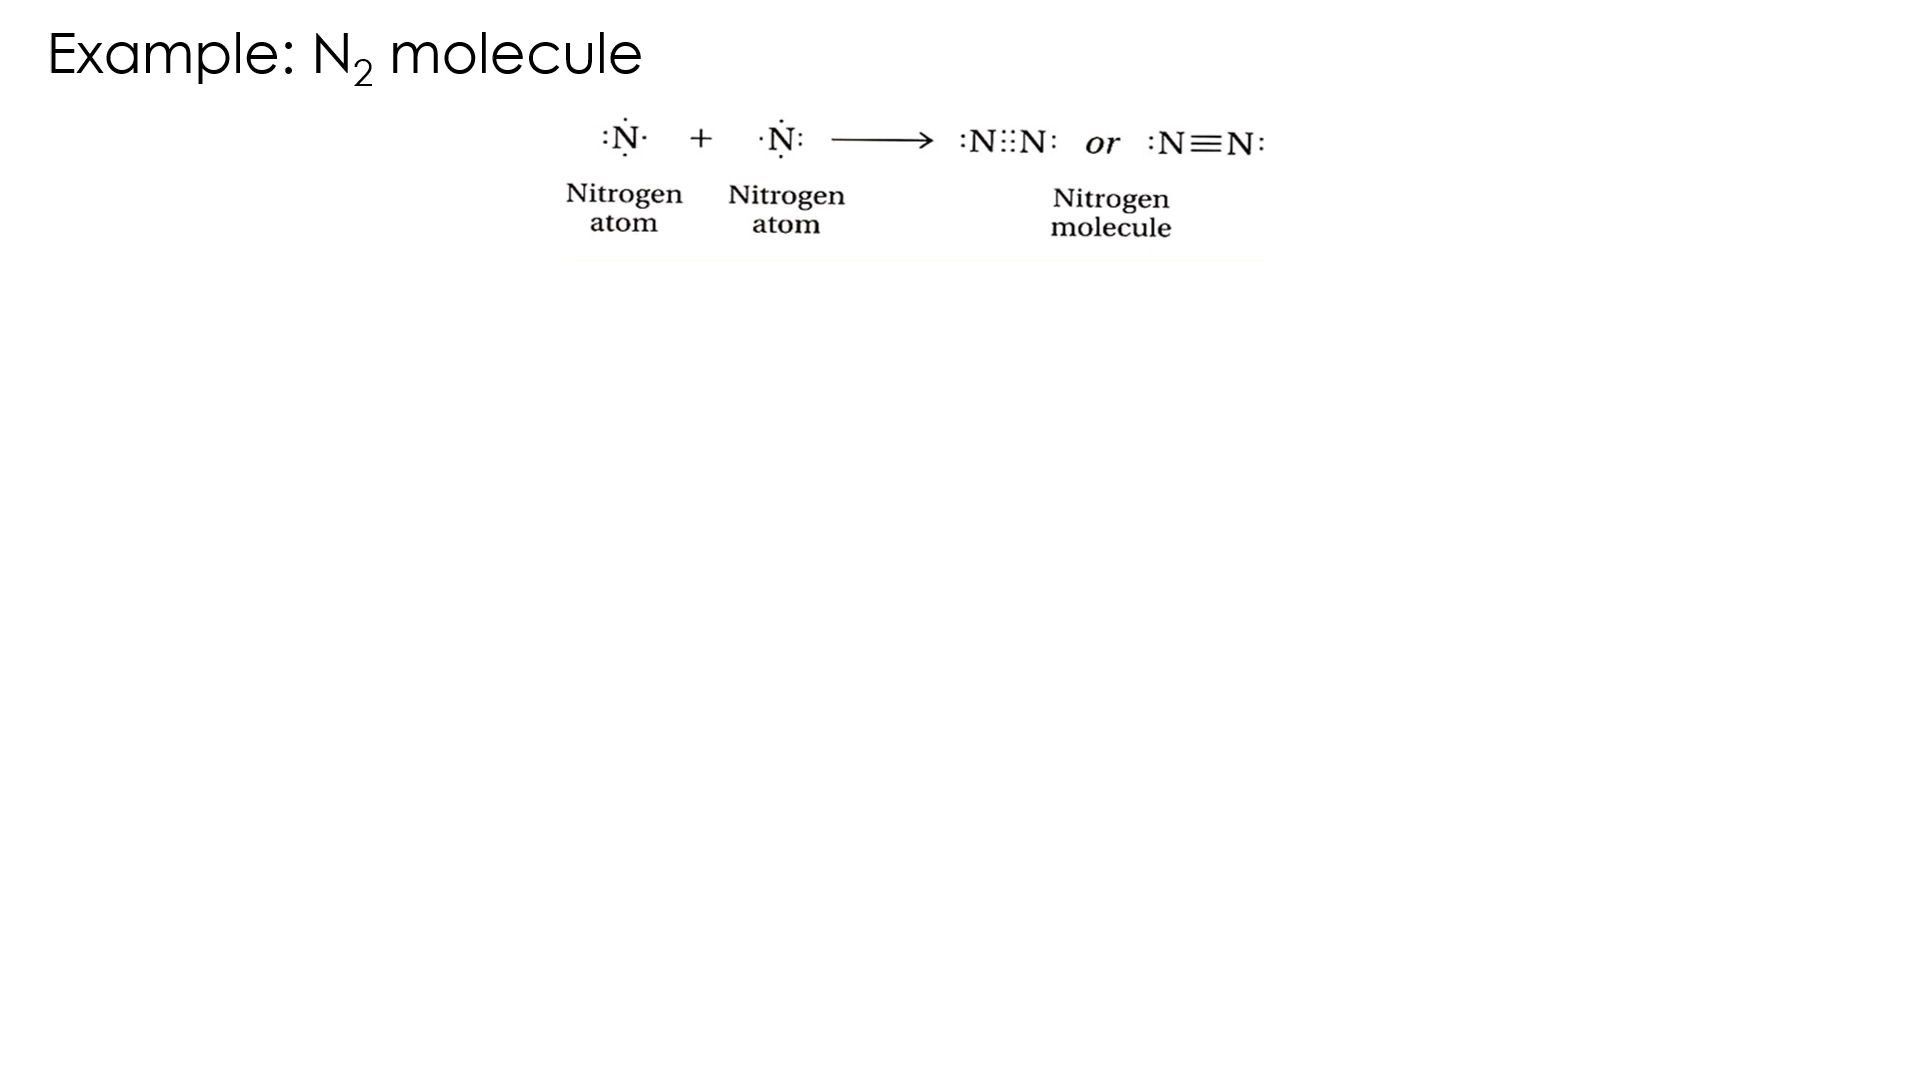 Example: N₂ molecule
:Ṇ̇· + ·Ṇ̇: ⟶ :N⫶⫶N: or :N≡N:
Nitrogen atom Nitrogen atom Nitrogen molecule